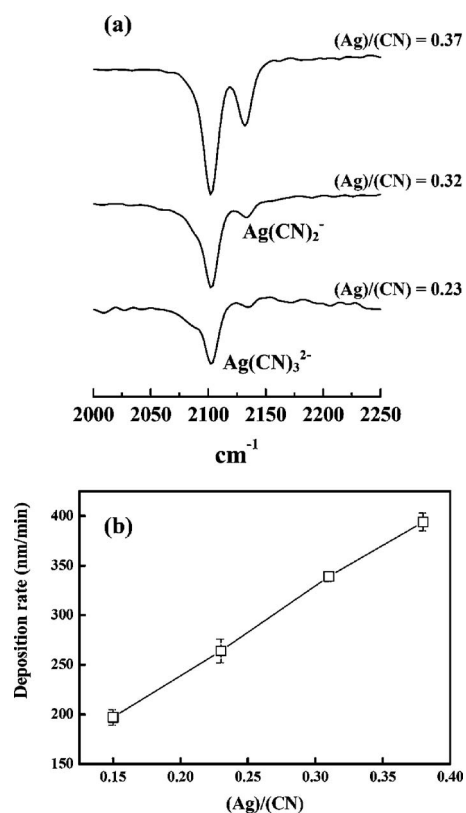 (a)
(Ag)/(CN) = 0.37
(Ag)/(CN) = 0.32
Ag(CN)₂⁻
(Ag)/(CN) = 0.23
Ag(CN)₃²⁻
2000 2050 2100 2150 2200 2250
cm⁻¹
(b)
Deposition rate (nm/min)
400
350
300
250
200
150
0.15 0.20 0.25 0.30 0.35 0.40
(Ag)/(CN)